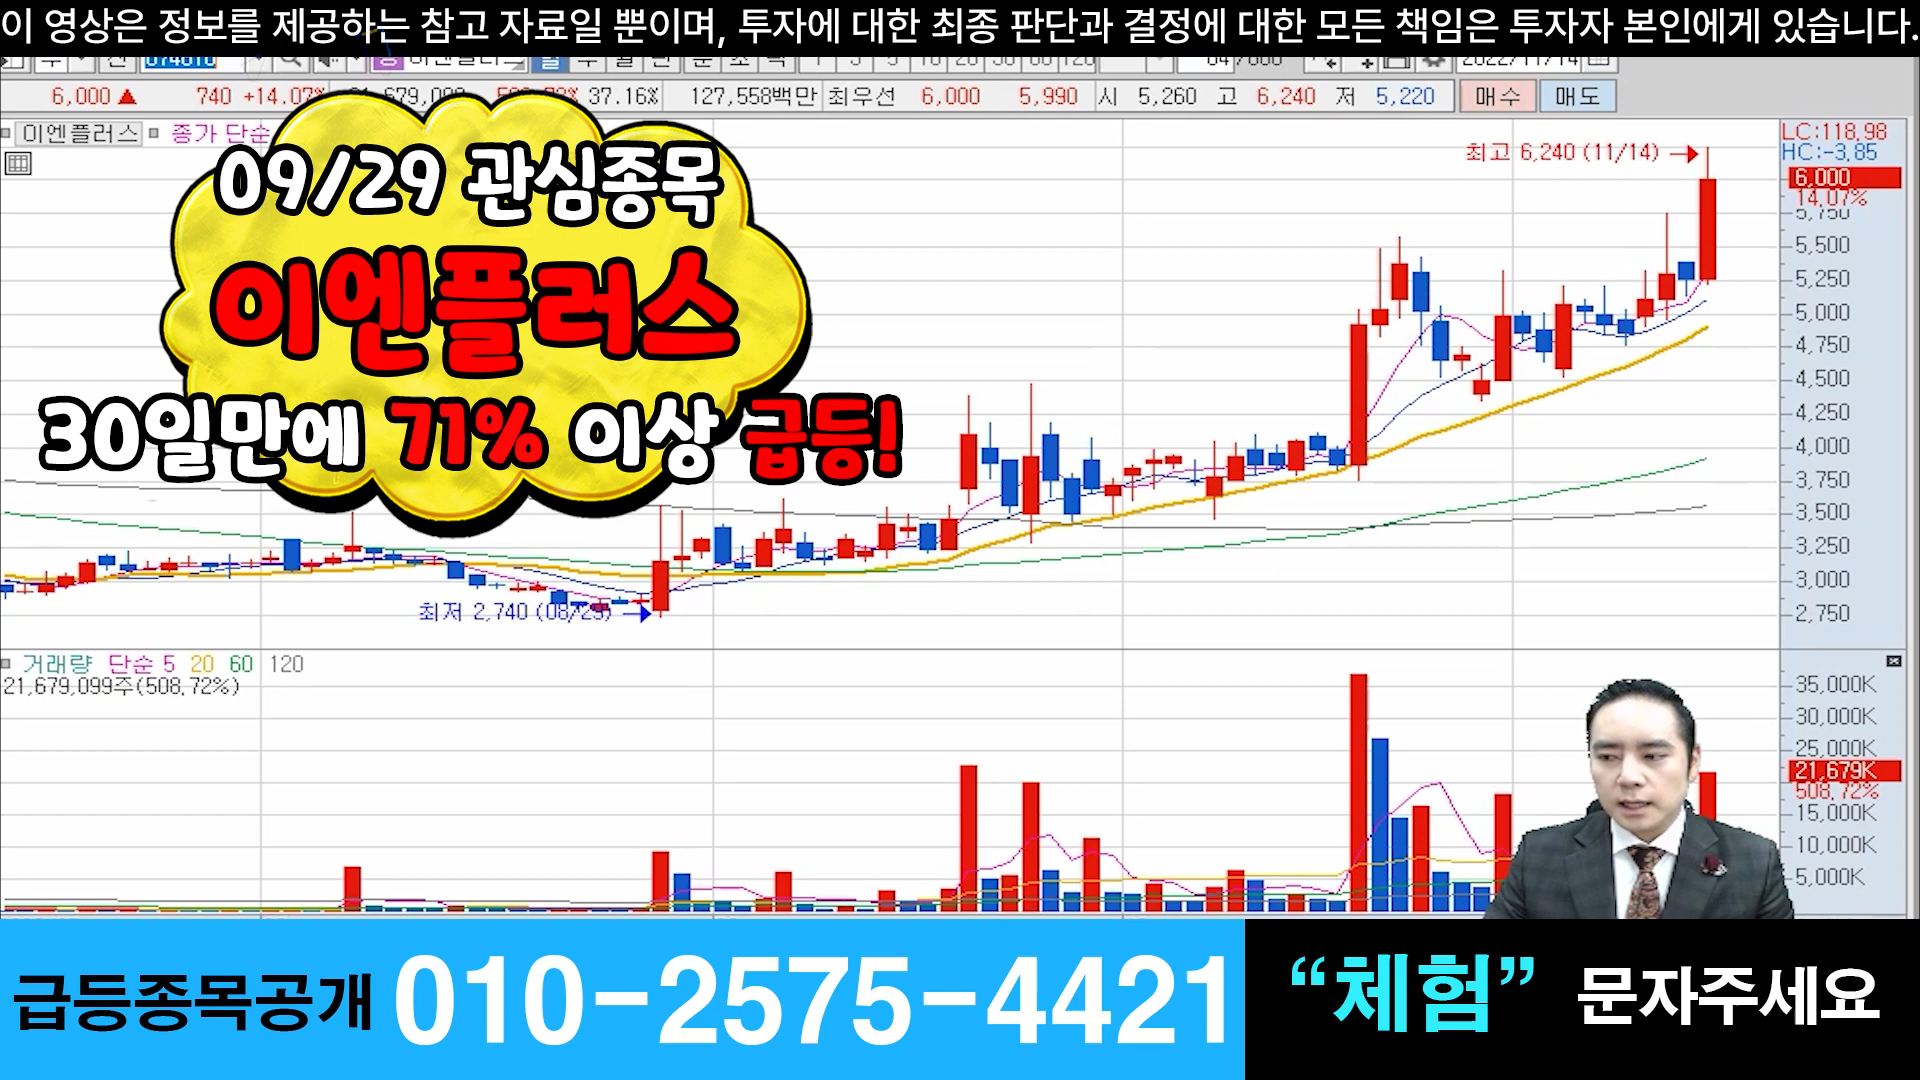 이 영상은 정보를 제공하는 참고 자료일 뿐이며, 투자에 대한 최종 판단과 결정에 대한 모든 책임은 투자자 본인에게 있습니다.
6,000 ▲ 740 +14.07% 679,09 37.16% 127,558백만 최우선 6,000 5,990 시 5,260 고 6,240 저 5,220 매수 매도
이엔플러스 종가 단순
09/29 관심종목
이엔플러스
30일만에 71% 이상 급등!
최고 6,240 (11/14)
LC:118.98
HC:-3.85
6,000
14.07%
5,750
5,500
5,250
5,000
4,750
4,500
4,250
4,000
3,750
3,500
3,250
3,000
2,750
최저 2,740
거래량 단순 5 20 60 120
21,679,099주(508.72%)
35,000K
30,000K
25,000K
21,679K
508.72%
15,000K
10,000K
5,000K
급등종목공개 010-2575-4421 “체험” 문자주세요